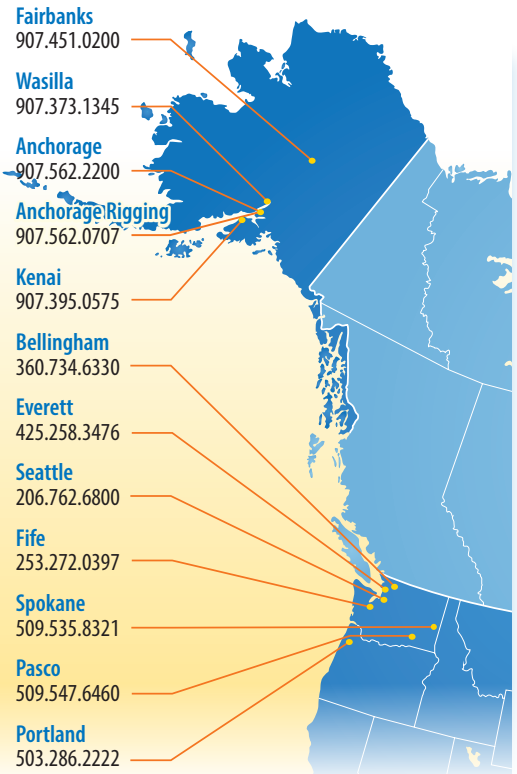 Fairbanks
907.451.0200
Wasilla
907.373.1345
Anchorage
907.562.2200
Anchorage Rigging
907.562.0707
Kenai
907.395.0575
Bellingham
360.734.6330
Everett
425.258.3476
Seattle
206.762.6800
Fife
253.272.0397
Spokane
509.535.8321
Pasco
509.547.6460
Portland
503.286.2222